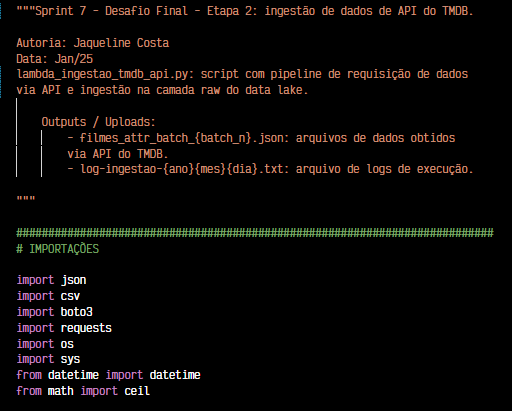 """Sprint 7 - Desafio Final - Etapa 2: ingestão de dados de API do TMDB.
Autoria: Jaqueline Costa
Data: Jan/25
lambda_ingestao_tmdb_api.py: script com pipeline de requisição de dados
via API e ingestão na camada raw do data lake.
Outputs / Uploads:
- filmes_attr_batch_{batch_n}.json: arquivos de dados obtidos
via API do TMDB.
- log-ingestao-{ano}{mes}{dia}.txt: arquivo de logs de execução.
"""
###########################################################################
# IMPORTAÇÕES
import json
import csv
import boto3
import requests
import os
import sys
from datetime import datetime
from math import ceil